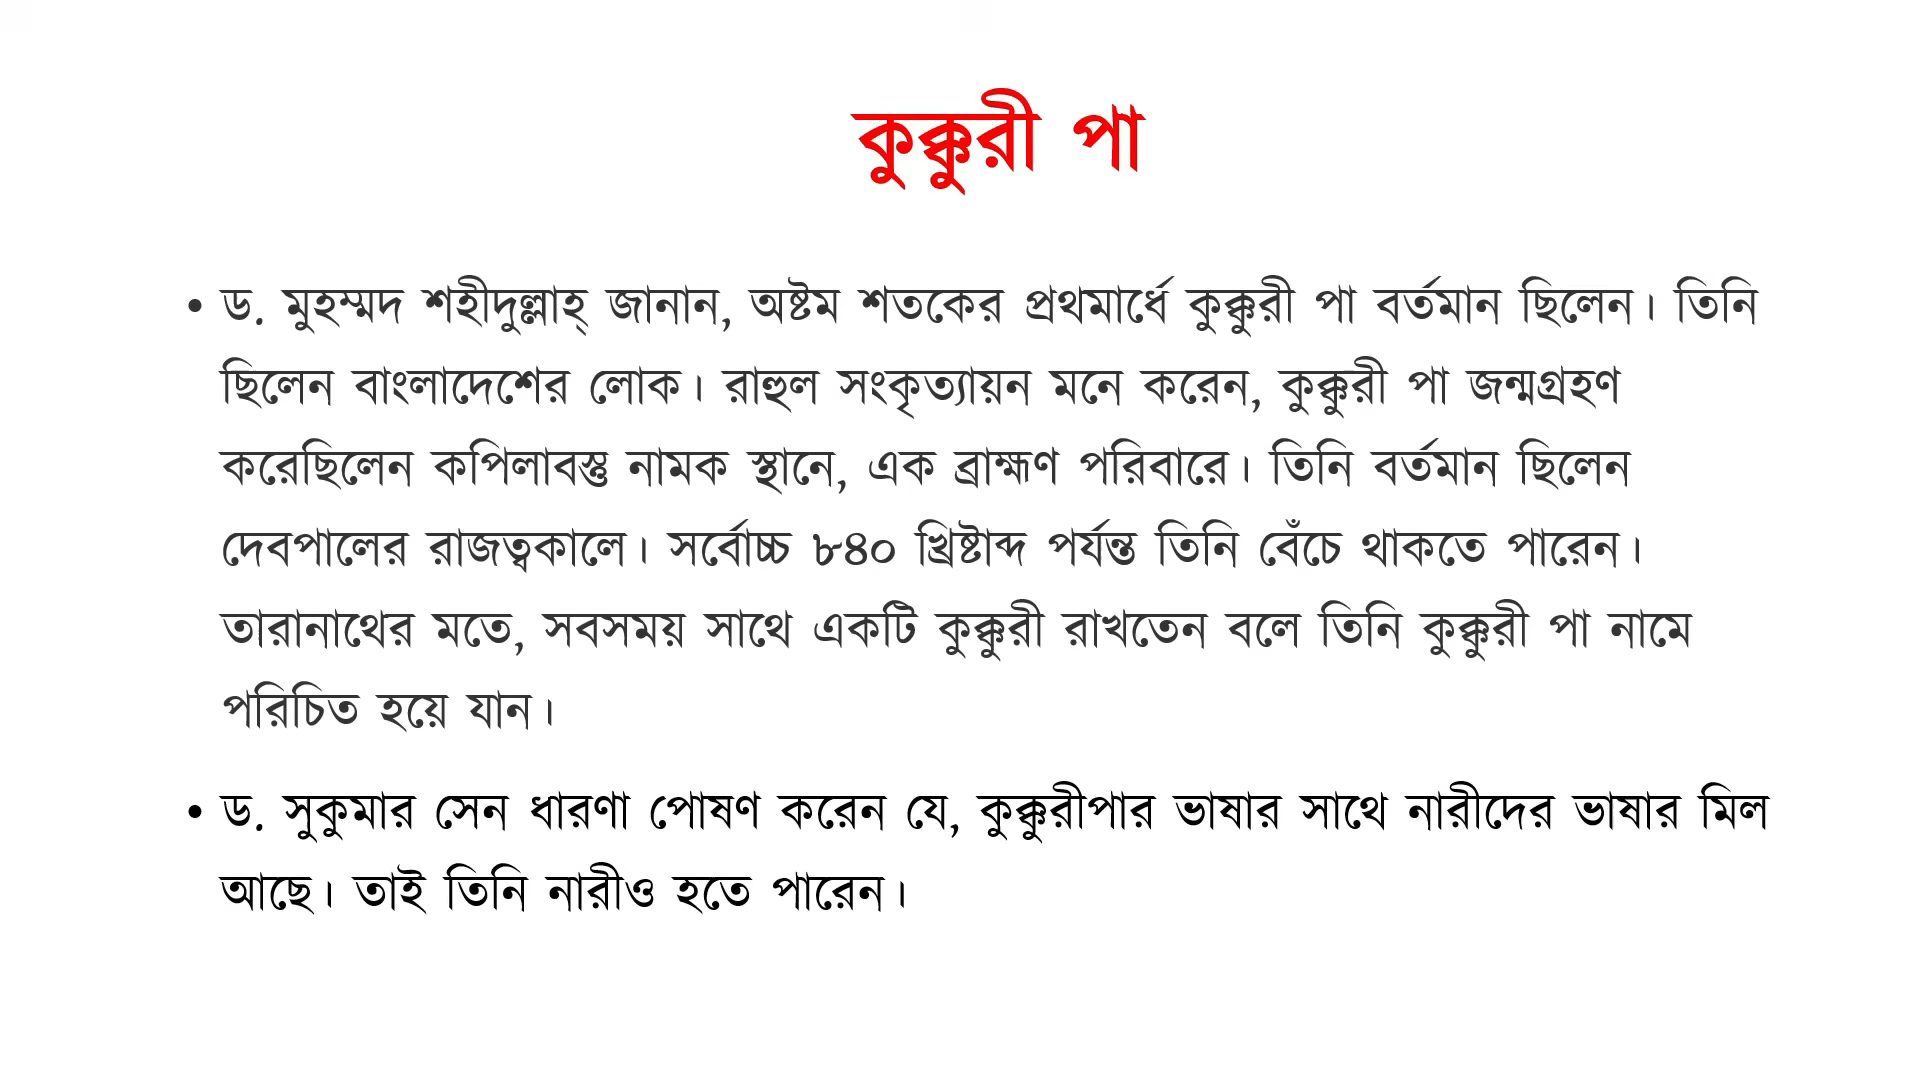 কুক্কুরী পা
• ড. মুহম্মদ শহীদুল্লাহ্ জানান, অষ্টম শতকের প্রথমার্ধে কুক্কুরী পা বর্তমান ছিলেন। তিনি
ছিলেন বাংলাদেশের লোক। রাহুল সংকৃত্যায়ন মনে করেন, কুক্কুরী পা জন্মগ্রহণ
করেছিলেন কপিলাবস্তু নামক স্থানে, এক ব্রাহ্মণ পরিবারে। তিনি বর্তমান ছিলেন
দেবপালের রাজত্বকালে। সর্বোচ্চ ৮৪০ খ্রিষ্টাব্দ পর্যন্ত তিনি বেঁচে থাকতে পারেন।
তারানাথের মতে, সবসময় সাথে একটি কুক্কুরী রাখতেন বলে তিনি কুক্কুরী পা নামে
পরিচিত হয়ে যান।
• ড. সুকুমার সেন ধারণা পোষণ করেন যে, কুক্কুরীপার ভাষার সাথে নারীদের ভাষার মিল
আছে। তাই তিনি নারীও হতে পারেন।